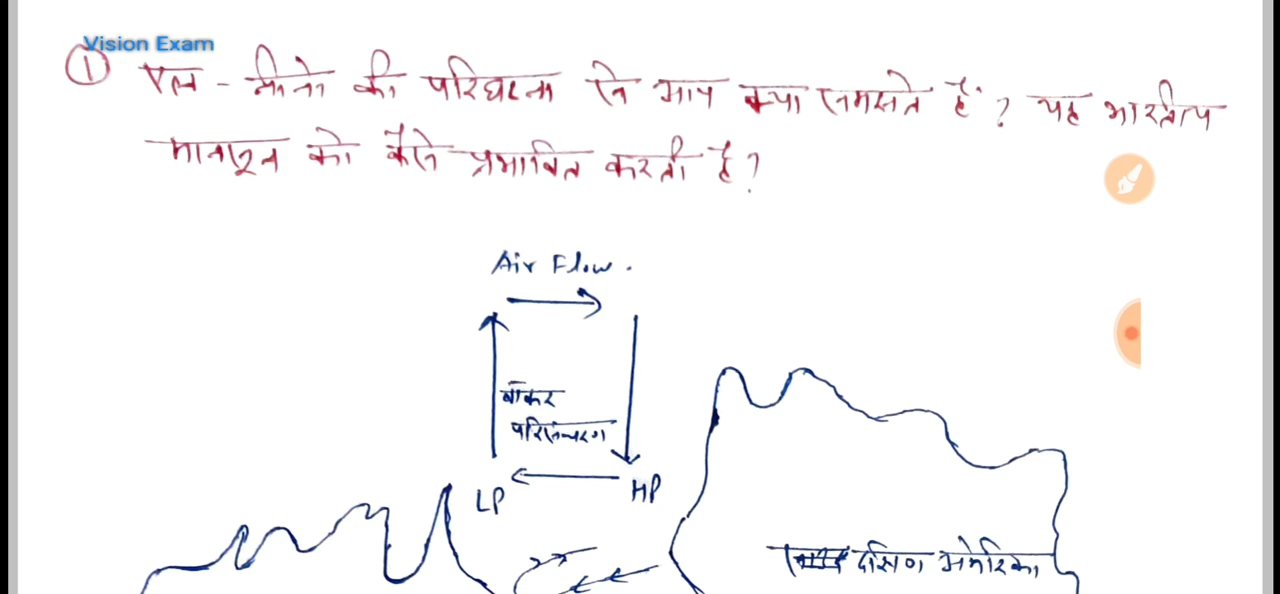 Vision Exam
① एल - नीनो की परिघटना से आप क्या समझते हैं ? यह भारतीय
मानसून को कैसे प्रभावित करती है ?
Air Flow .
वॉकर
परिसंचरण
LP
HP
दक्षिण अमेरिका